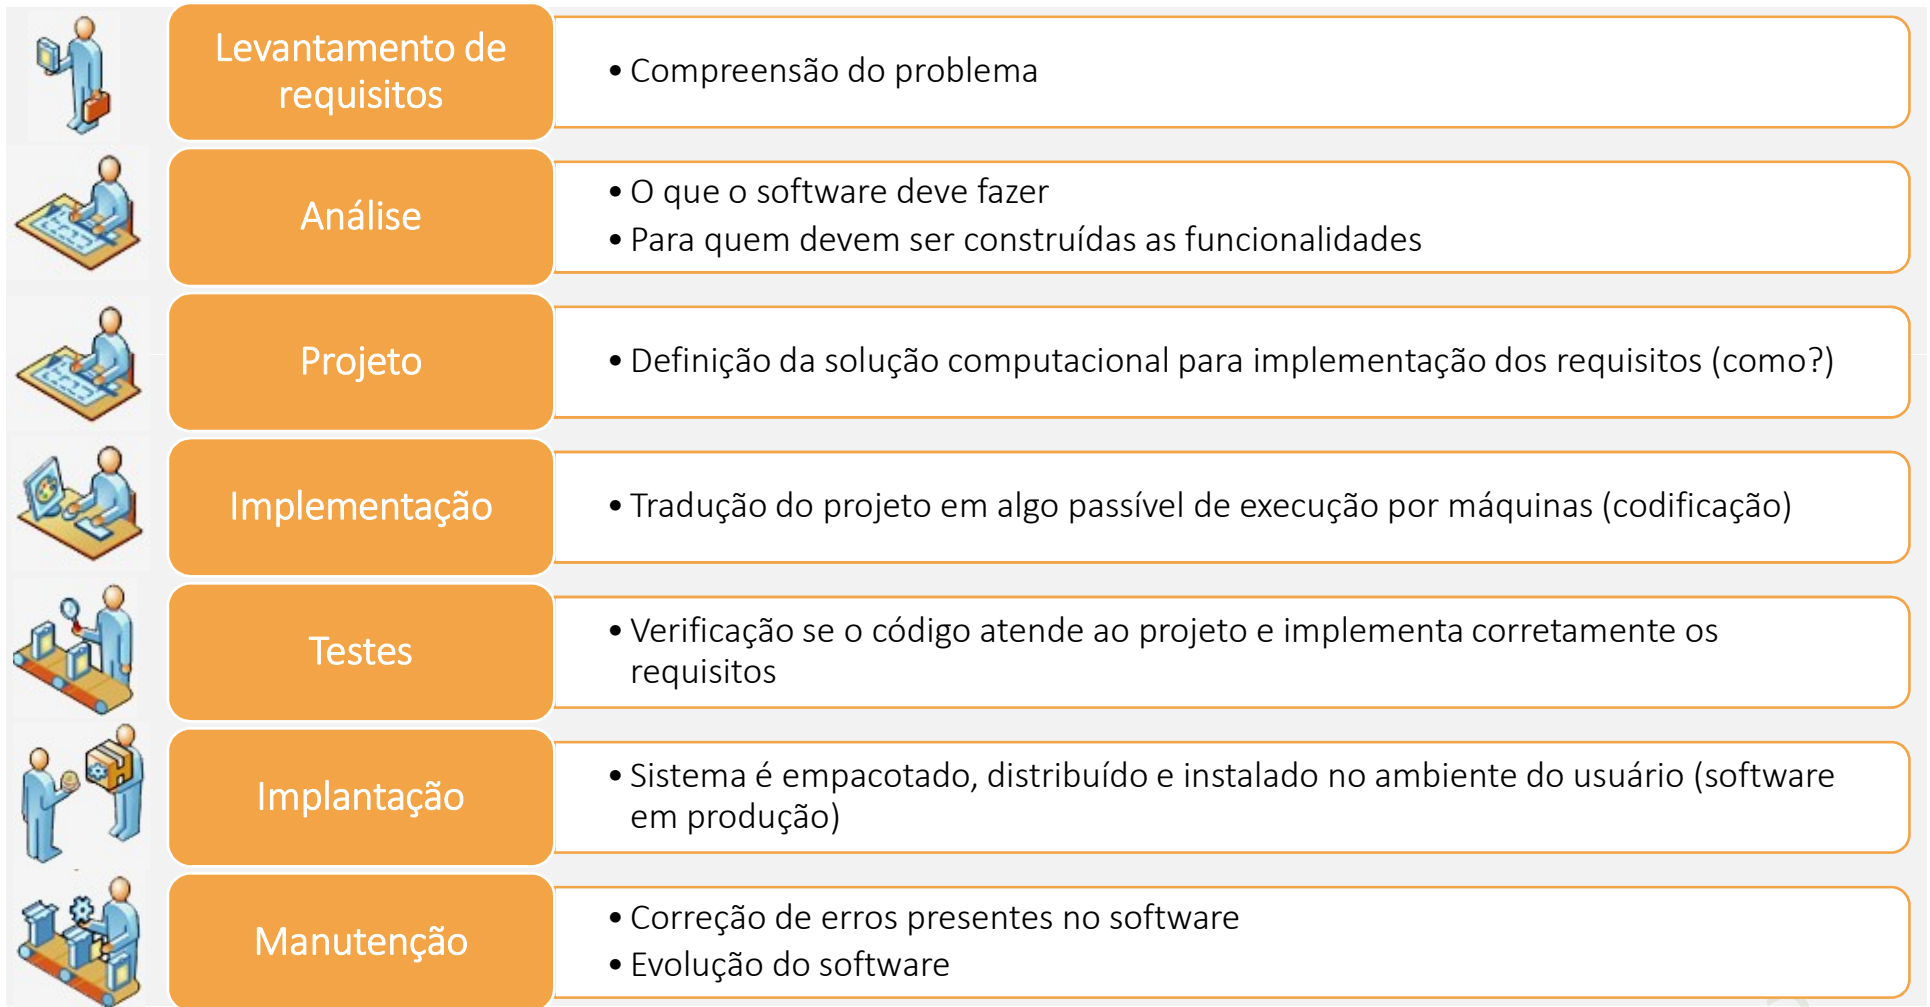 Levantamento de
requisitos
• Compreensão do problema
Análise
• O que o software deve fazer
• Para quem devem ser construídas as funcionalidades
Projeto
• Definição da solução computacional para implementação dos requisitos (como?)
Implementação
• Tradução do projeto em algo passível de execução por máquinas (codificação)
Testes
• Verificação se o código atende ao projeto e implementa corretamente os
requisitos
Implantação
• Sistema é empacotado, distribuído e instalado no ambiente do usuário (software
em produção)
Manutenção
• Correção de erros presentes no software
• Evolução do software